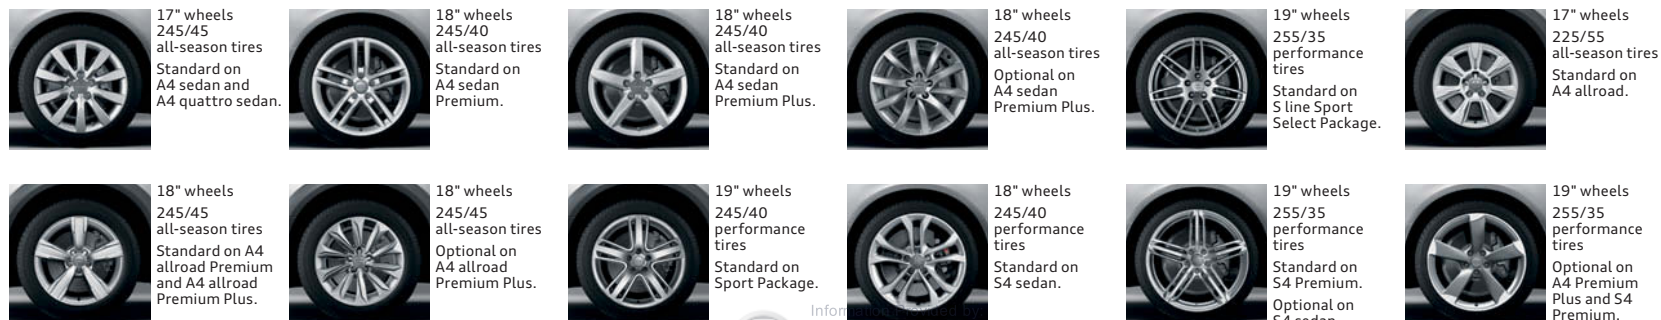 17" wheels
245/45
all-season tires
Standard on
A4 sedan and
A4 quattro sedan.
18" wheels
245/40
all-season tires
Standard on
A4 sedan
Premium.
18" wheels
245/40
all-season tires
Standard on
A4 sedan
Premium Plus.
18" wheels
245/40
all-season tires
Optional on
A4 sedan
Premium Plus.
19" wheels
255/35
performance
tires
Standard on
S line Sport
Select Package.
17" wheels
225/55
all-season tires
Standard on
A4 allroad.
18" wheels
245/45
all-season tires
Standard on A4
allroad Premium
and A4 allroad
Premium Plus.
18" wheels
245/45
all-season tires
Optional on
A4 allroad
Premium Plus.
19" wheels
245/40
performance
tires
Standard on
Sport Package.
18" wheels
245/40
performance
tires
Standard on
S4 sedan.
19" wheels
255/35
performance
tires
Standard on
S4 Premium.
Optional on
S4 sedan
19" wheels
255/35
performance
tires
Optional on
A4 Premium
Plus and S4
Premium.
Information Provided by: